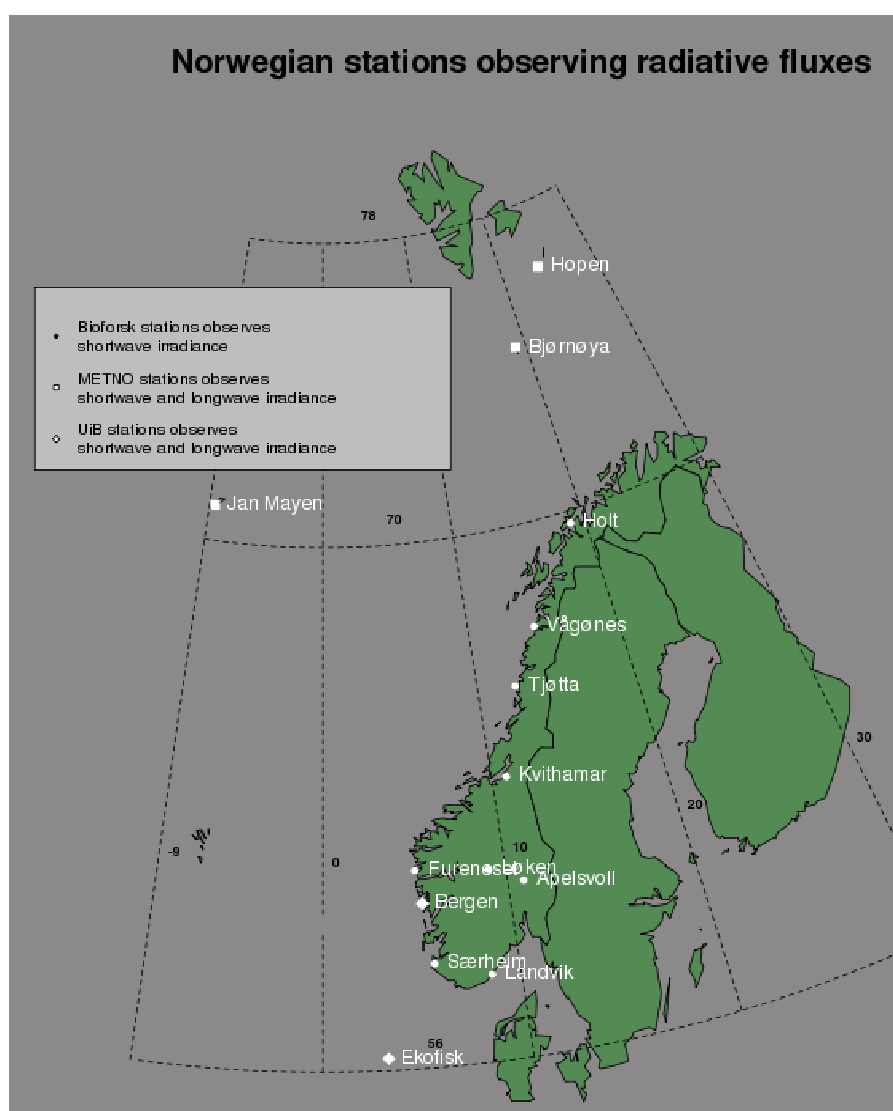 Norwegian stations observing radiative fluxes
78
Hopen
Bioforsk stations observes
shortwave irradiance
Bjørnøya
METNO stations observes
shortwave and longwave irradiance
UiB stations observes
shortwave and longwave irradiance
Jan Mayen
70
Holt
Vågønes
Tjøtta
30
Kvithamar
20
-9
0
10
Fureneset
Løken
Apelsvoll
Bergen
Særheim
Landvik
56
Ekofisk